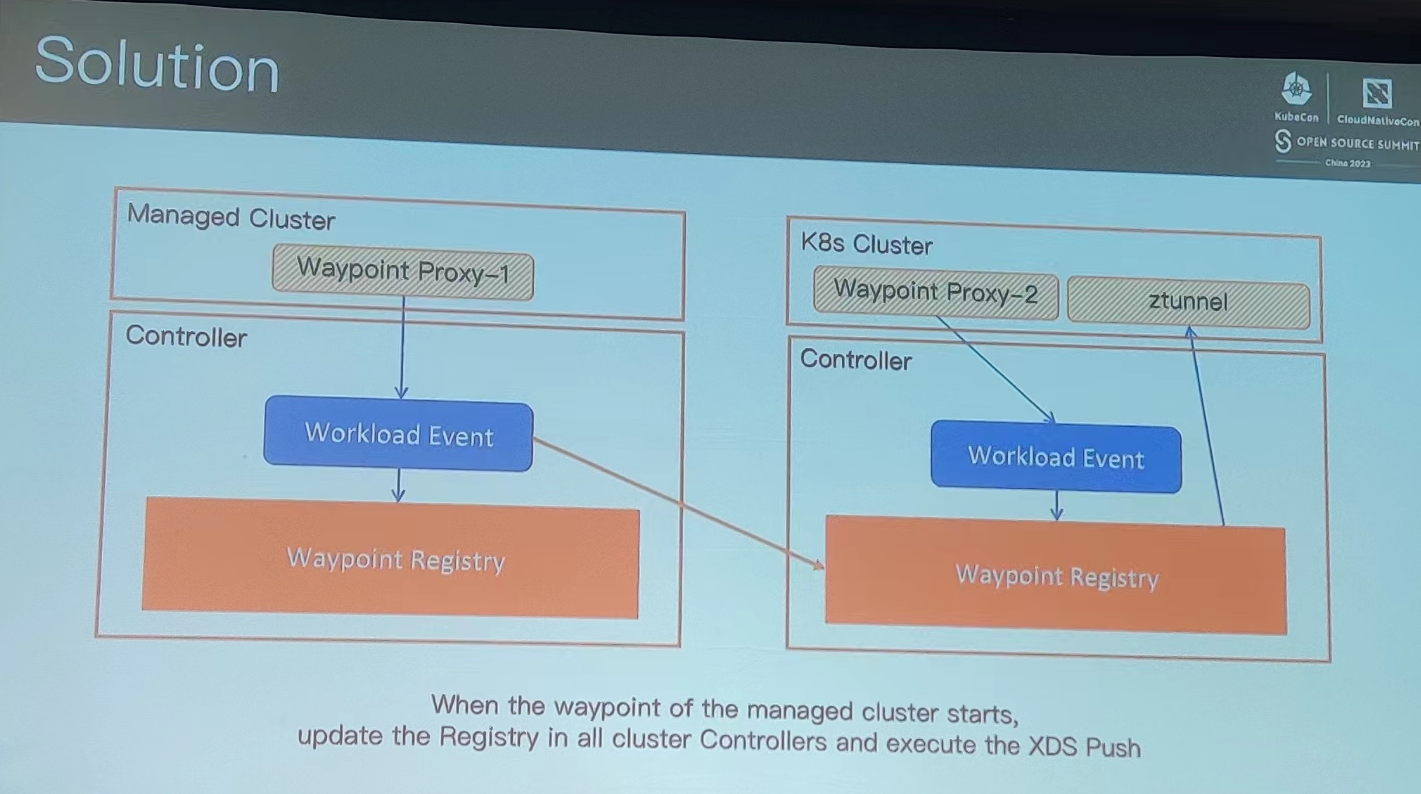 Solution
KubeCon
CloudNativeCon
OPEN SOURCE SUMMIT
China 2023
Managed Cluster
Waypoint Proxy-1
Controller
Workload Event
Waypoint Registry
K8s Cluster
Waypoint Proxy-2
ztunnel
Controller
Workload Event
Waypoint Registry
When the waypoint of the managed cluster starts,
update the Registry in all cluster Controllers and execute the XDS Push